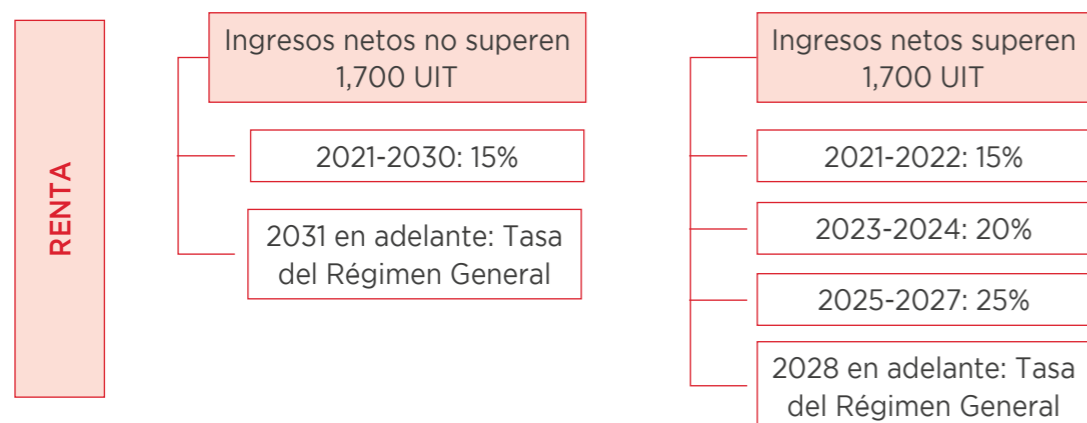 RENTA
Ingresos netos no superen
1,700 UIT
2021-2030: 15%
2031 en adelante: Tasa
del Régimen General
Ingresos netos superen
1,700 UIT
2021-2022: 15%
2023-2024: 20%
2025-2027: 25%
2028 en adelante: Tasa
del Régimen General